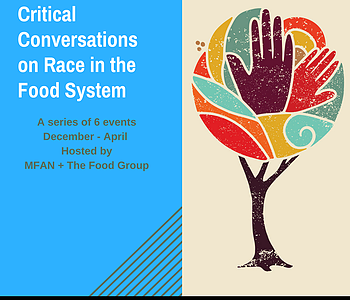 Critical
Conversations
on Race in the
Food System
A series of 6 events
December - April
Hosted by
MFAN + The Food Group